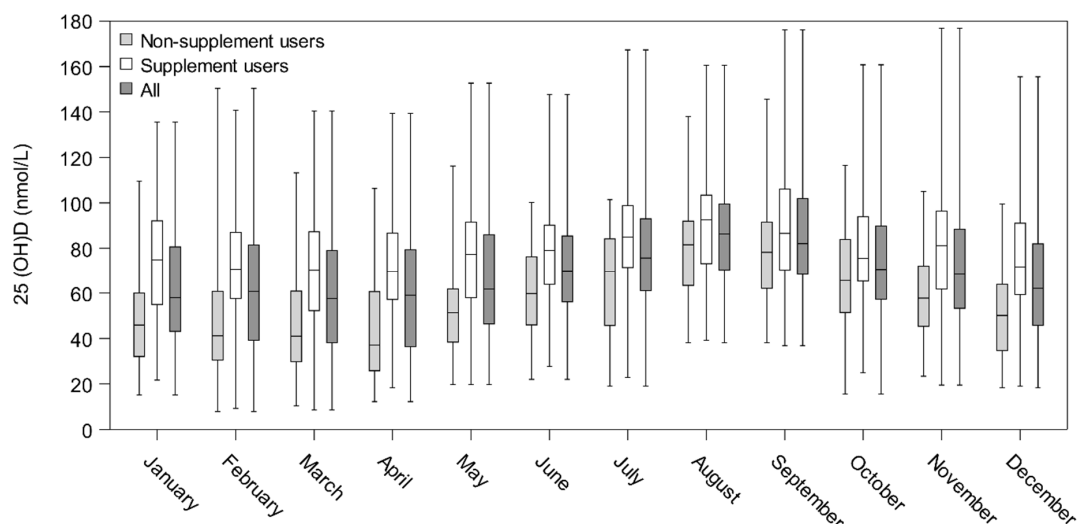 180
160
140
120
100
80
60
40
20
0
25 (OH)D (nmol/L)
Non-supplement users
Supplement users
All
January
February
March
April
May
June
July
August
September
October
November
December